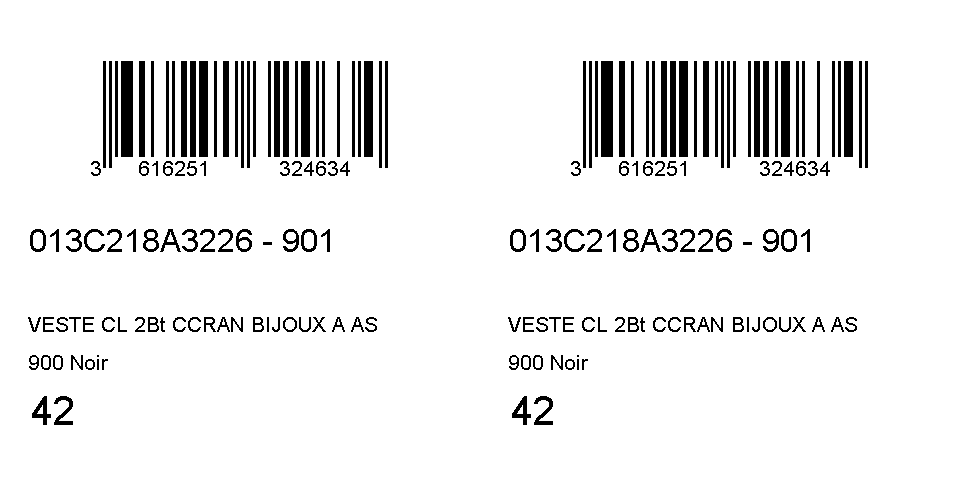 3 616251 324634
013C218A3226 - 901
VESTE CL 2Bt CCRAN BIJOUX A AS
900 Noir
42
3 616251 324634
013C218A3226 - 901
VESTE CL 2Bt CCRAN BIJOUX A AS
900 Noir
42